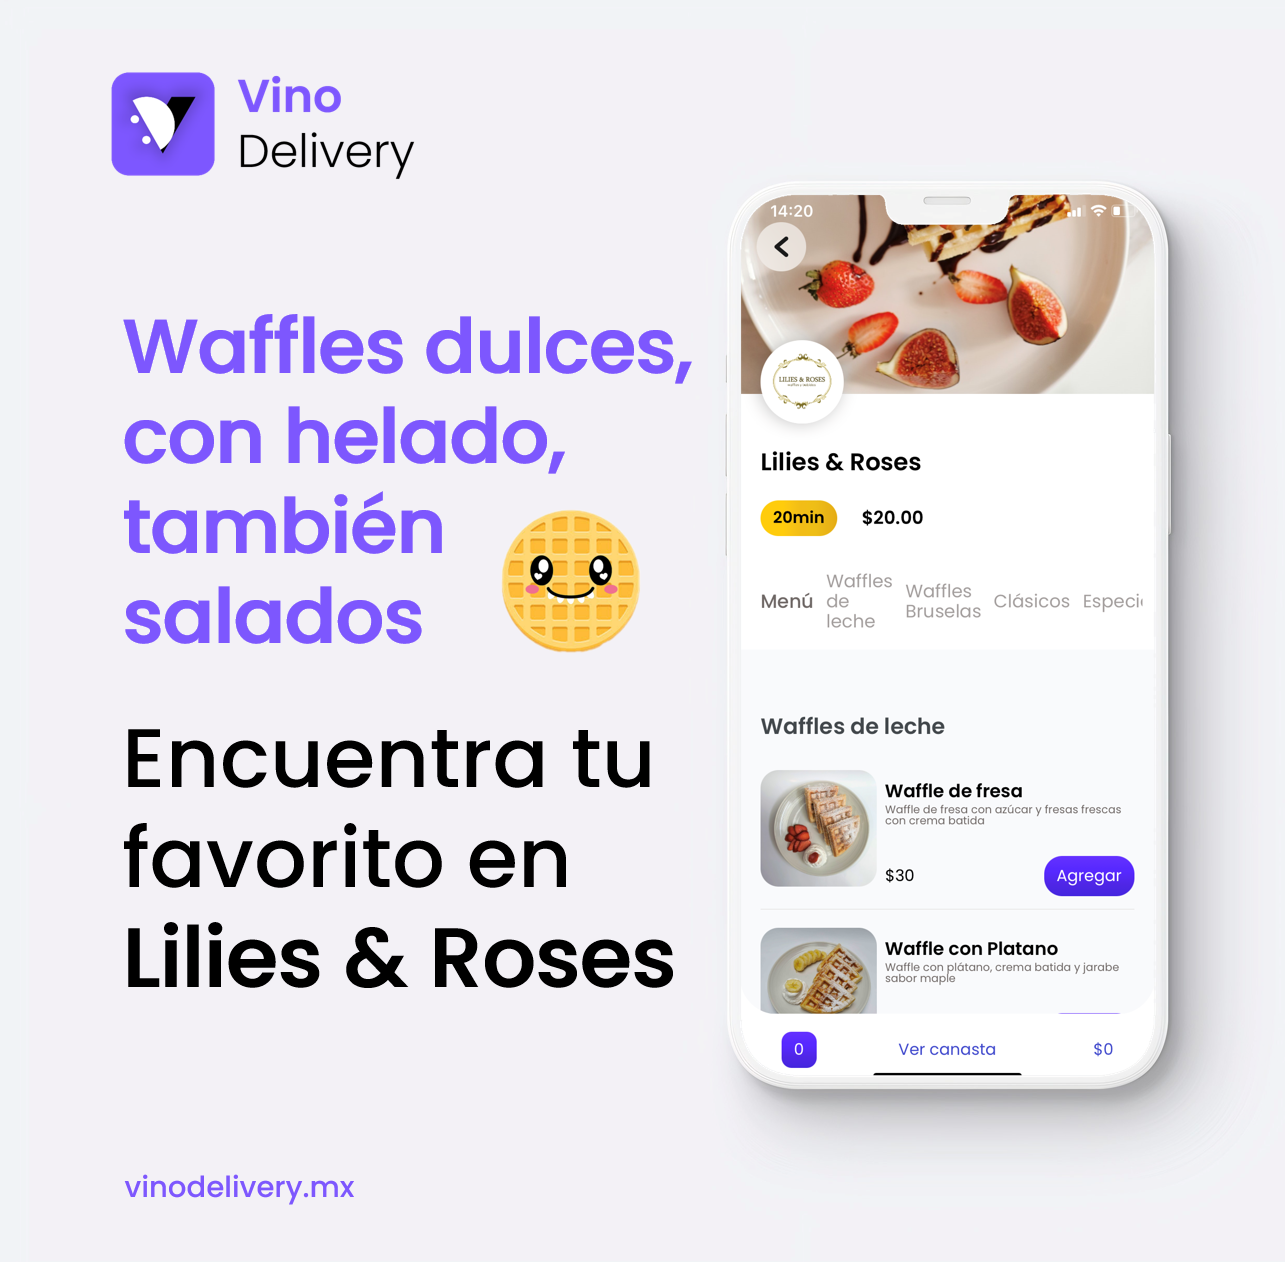 Vino
Delivery
Waffles dulces,
con helado,
también
salados
Encuentra tu
favorito en
Lilies & Roses
vinodelivery.mx
14:20
LILIES & ROSES
Lilies & Roses
20min $20.00
Menú
Waffles
de
leche
Waffles
Bruselas
Clásicos
Especi
Waffles de leche
Waffle de fresa
Waffle de fresa con azúcar y fresas frescas
con crema batida
$30
Agregar
Waffle con Platano
Waffle con plátano, crema batida y jarabe
sabor maple
0 Ver canasta $0